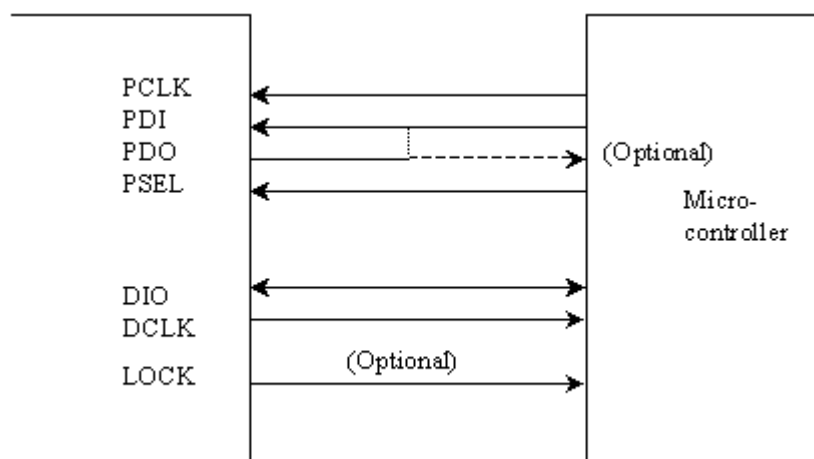 PCLK
PDI
PDO
(Optional)
PSEL
Micro-
controller
DIO
DCLK
(Optional)
LOCK